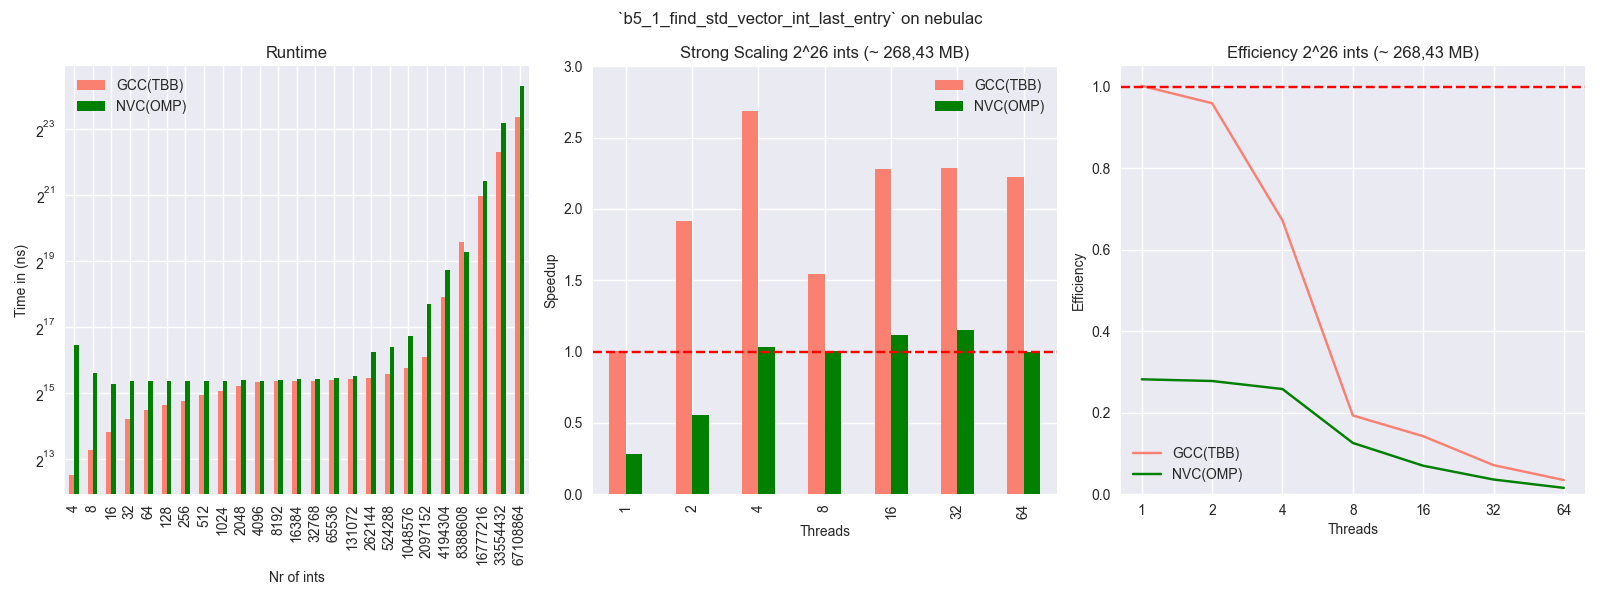 `b5_1_find_std_vector_int_last_entry` on nebulac
Runtime
GCC(TBB)
NVC(OMP)
Time in (ns)
2^23
2^21
2^19
2^17
2^15
2^13
4 8 16 32 64 128 256 512 1024 2048 4096 8192 16384 32768 65536 131072 262144 524288 1048576 2097152 4194304 8388608 16777216 33554432 67108864
Nr of ints
Strong Scaling 2^26 ints (~ 268,43 MB)
GCC(TBB)
NVC(OMP)
Speedup
3.0
2.5
2.0
1.5
1.0
0.5
0.0
1 2 4 8 16 32 64
Threads
Efficiency 2^26 ints (~ 268,43 MB)
Efficiency
1.0
0.8
0.6
0.4
0.2
0.0
GCC(TBB)
NVC(OMP)
1 2 4 8 16 32 64
Threads